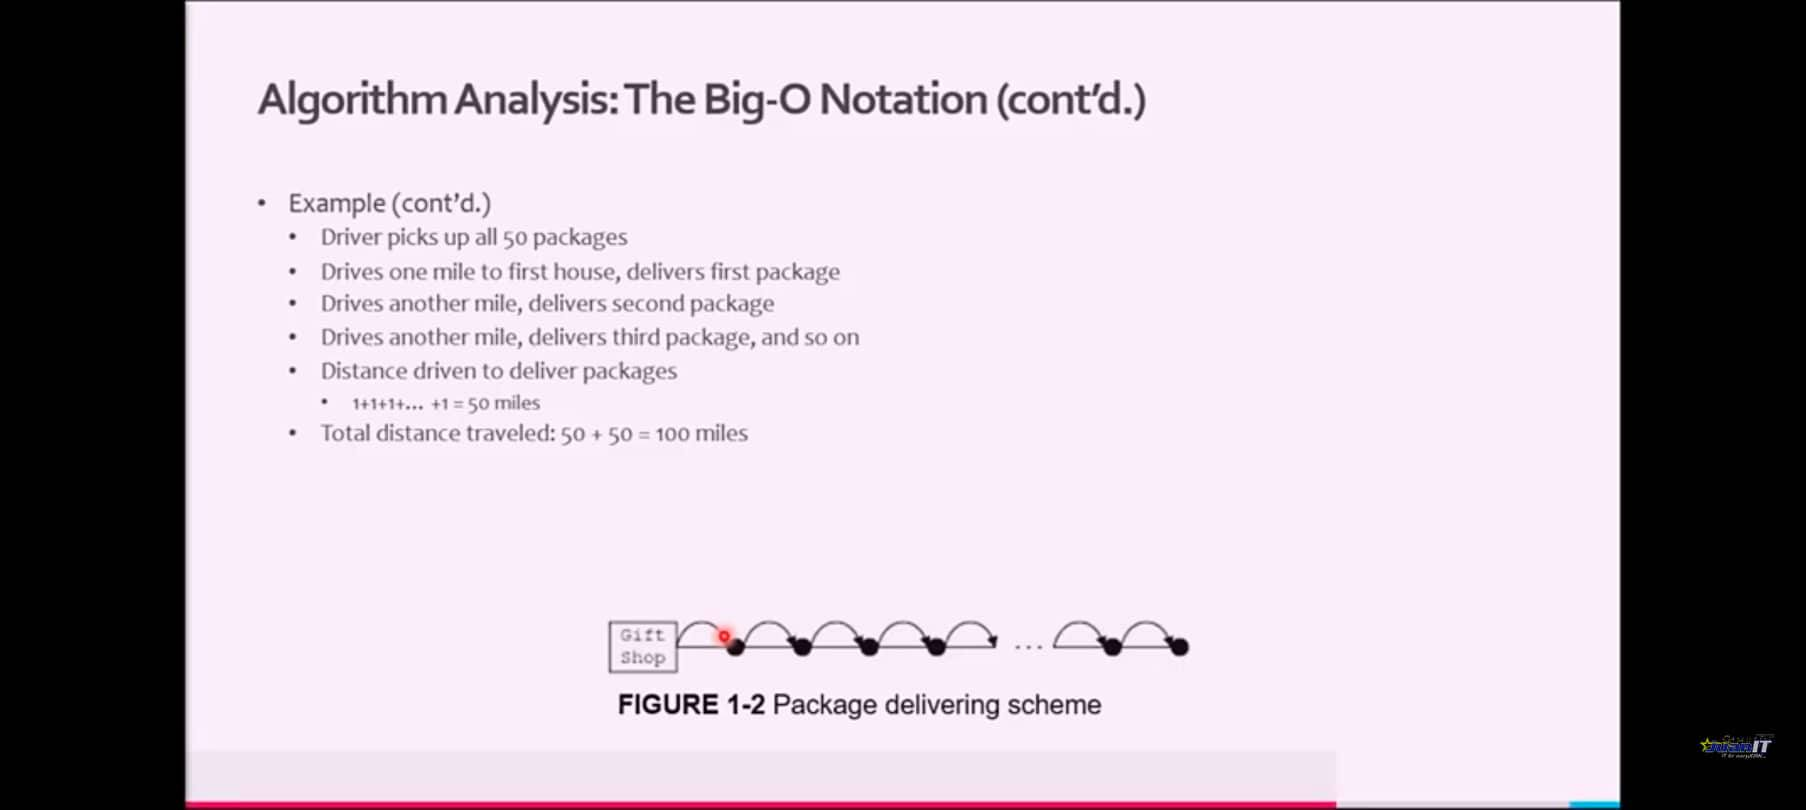 Algorithm Analysis: The Big-O Notation (cont'd.)
• Example (cont'd.)
• Driver picks up all 50 packages
• Drives one mile to first house, delivers first package
• Drives another mile, delivers second package
• Drives another mile, delivers third package, and so on
• Distance driven to deliver packages
• 1+1+1+... +1 = 50 miles
• Total distance traveled: 50 + 50 = 100 miles
Gift
Shop
...
FIGURE 1-2 Package delivering scheme
JuanIT